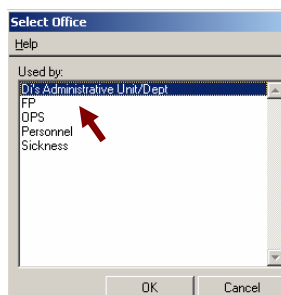 Select Office
Help
Used by:
Di's Administrative Unit/Dept
FP
OPS
Personnel
Sickness
OK
Cancel